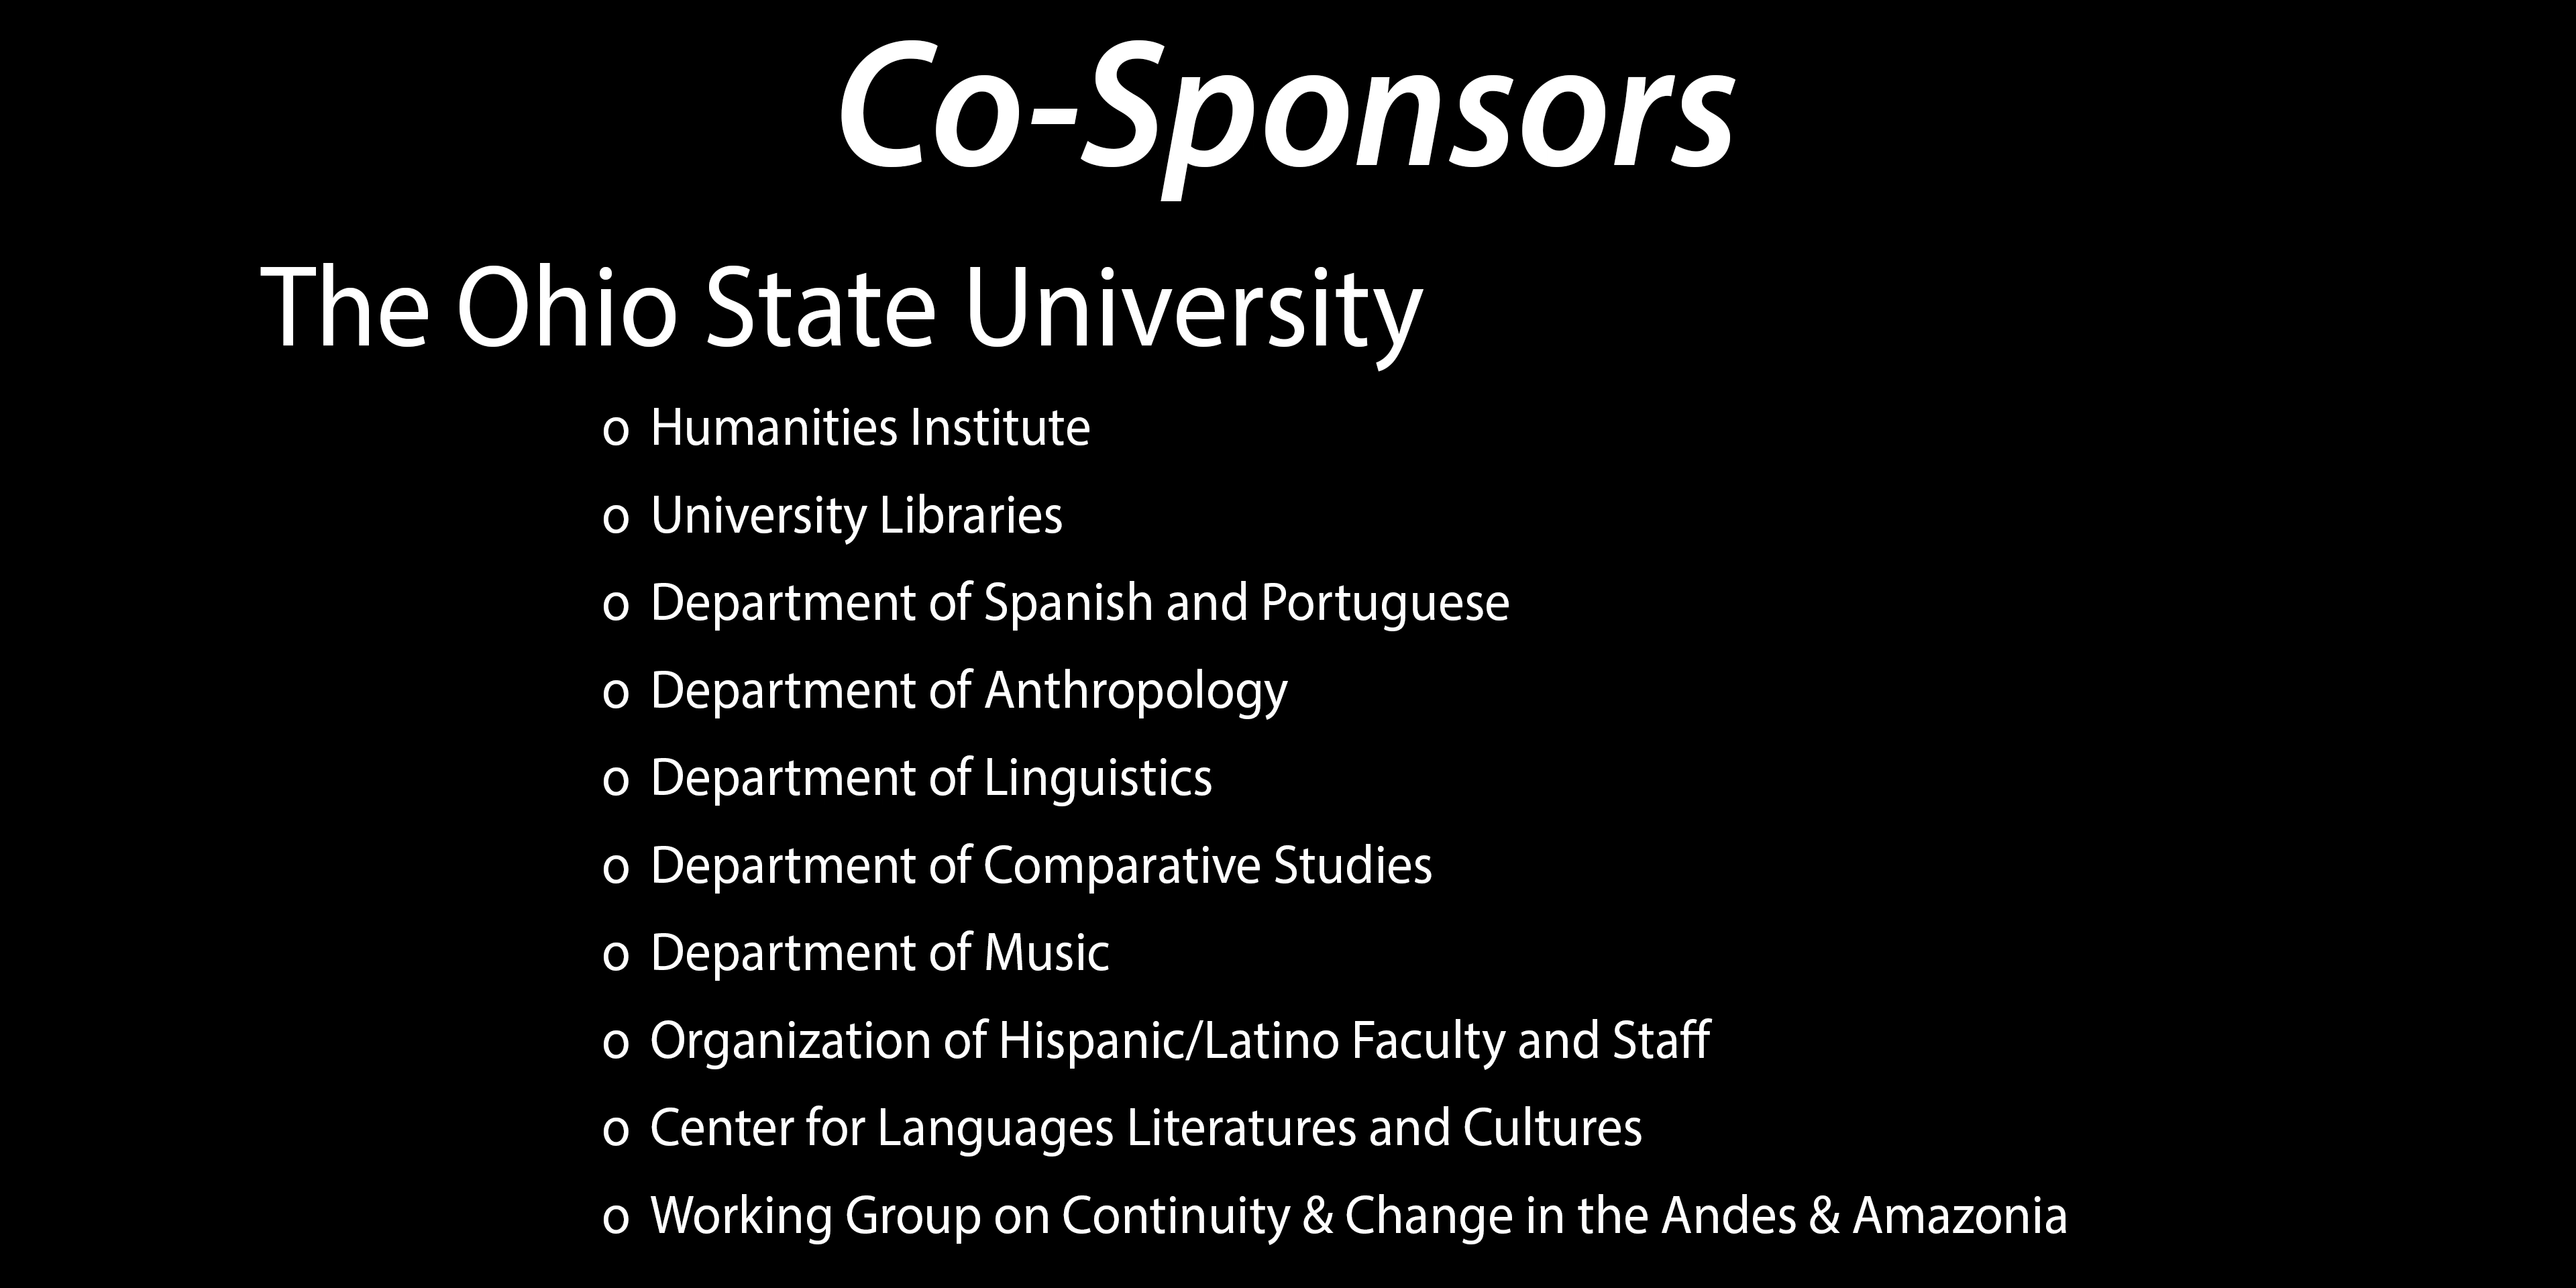 Co-Sponsors
The Ohio State University
o Humanities Institute
o University Libraries
o Department of Spanish and Portuguese
o Department of Anthropology
o Department of Linguistics
o Department of Comparative Studies
o Department of Music
o Organization of Hispanic/Latino Faculty and Staff
o Center for Languages Literatures and Cultures
o Working Group on Continuity & Change in the Andes & Amazonia